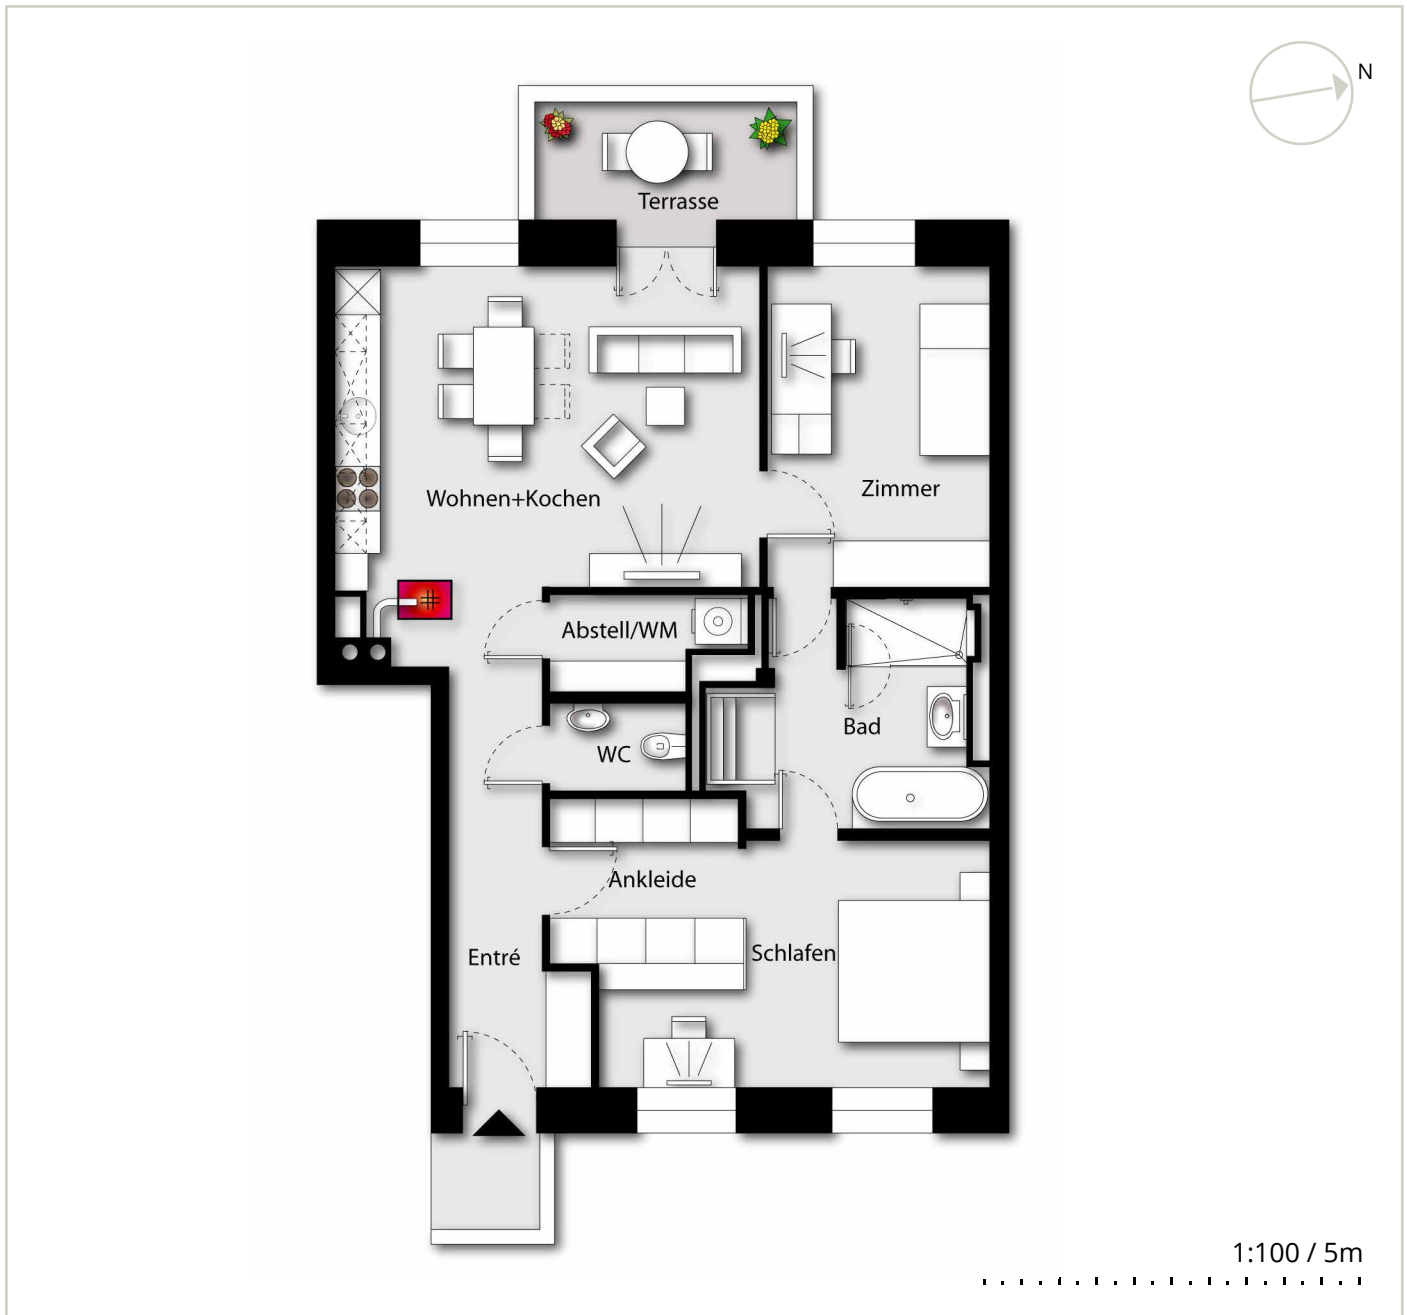 N
Terrasse
Wohnen+Kochen
Zimmer
Abstell/WM
Bad
WC
Ankleide
Entré
Schlafen
1:100 / 5m